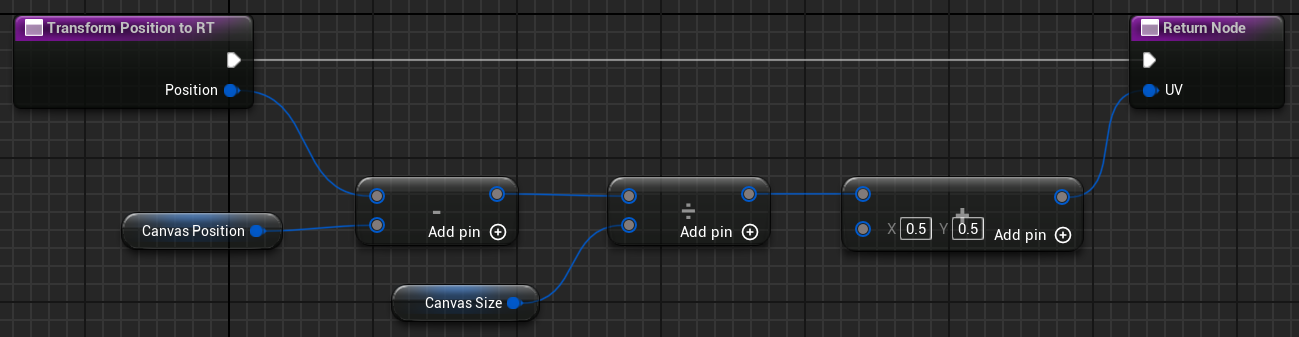 Transform Position to RT
Return Node
Position
UV
Canvas Position
-
Add pin
÷
Add pin
+
X 0.5 Y 0.5 Add pin
Canvas Size